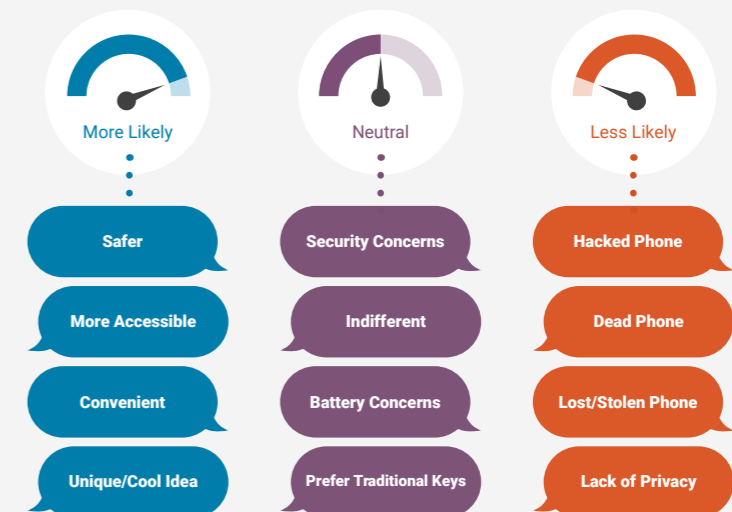 More Likely
Neutral
Less Likely
Safer
Security Concerns
Hacked Phone
More Accessible
Indifferent
Dead Phone
Convenient
Battery Concerns
Lost/Stolen Phone
Unique/Cool Idea
Prefer Traditional Keys
Lack of Privacy